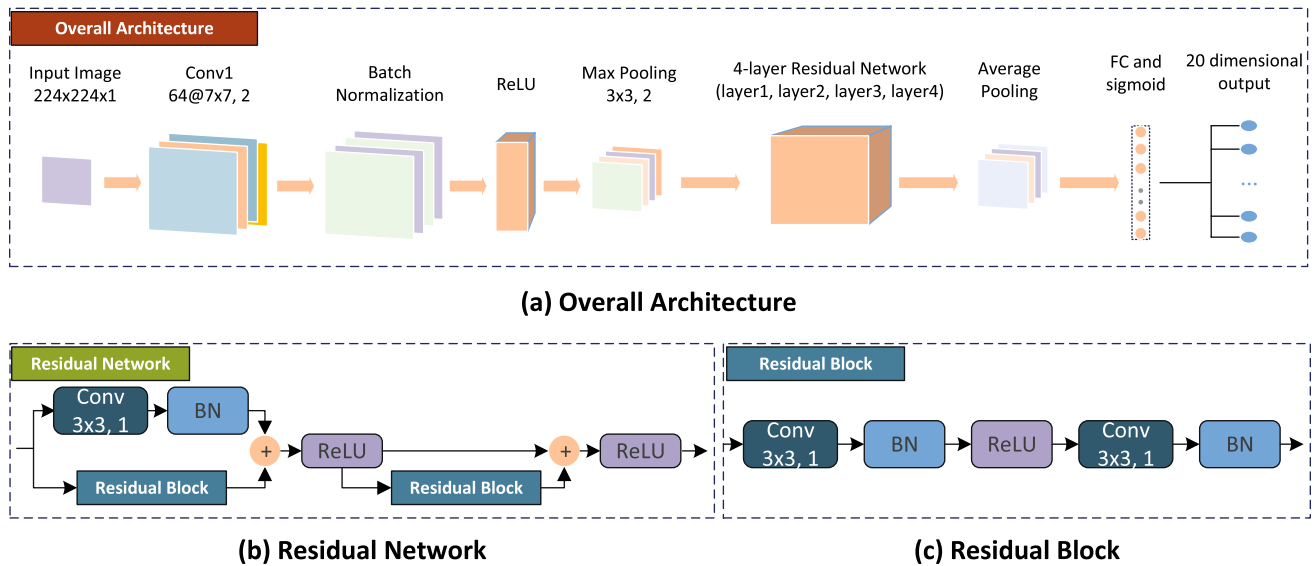 Overall Architecture
Input Image
224x224x1
Conv1
64@7x7, 2
Batch
Normalization
ReLU
Max Pooling
3x3, 2
4-layer Residual Network
(layer1, layer2, layer3, layer4)
Average
Pooling
FC and
sigmoid
20 dimensional
output
...
(a) Overall Architecture
Residual Network
Conv
3x3, 1
BN
+
ReLU
+
ReLU
Residual Block
Residual Block
(b) Residual Network
Residual Block
Conv
3x3, 1
BN
ReLU
Conv
3x3, 1
BN
(c) Residual Block